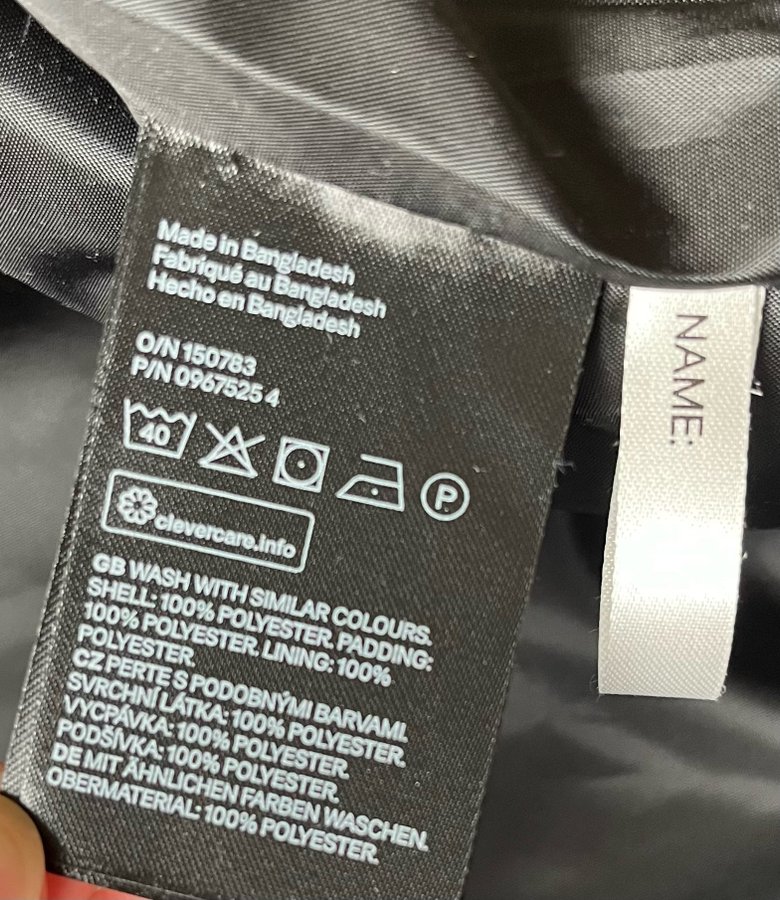 Made in Bangladesh
Fabriqué au Bangladesh
Hecho en Bangladesh
O/N 150783
P/N 0967525 4
40
P
clevercare.info
GB WASH WITH SIMILAR COLOURS.
SHELL: 100% POLYESTER. PADDING:
100% POLYESTER. LINING: 100%
POLYESTER.
CZ PERTE S PODOBNÝMI BARVAMI.
SVRCHNÍ LÁTKA: 100% POLYESTER.
VYCPÁVKA: 100% POLYESTER.
PODŠÍVKA: 100% POLYESTER.
DE MIT ÄHNLICHEN FARBEN WASCHEN.
OBERMATERIAL: 100% POLYESTER.
NAME: